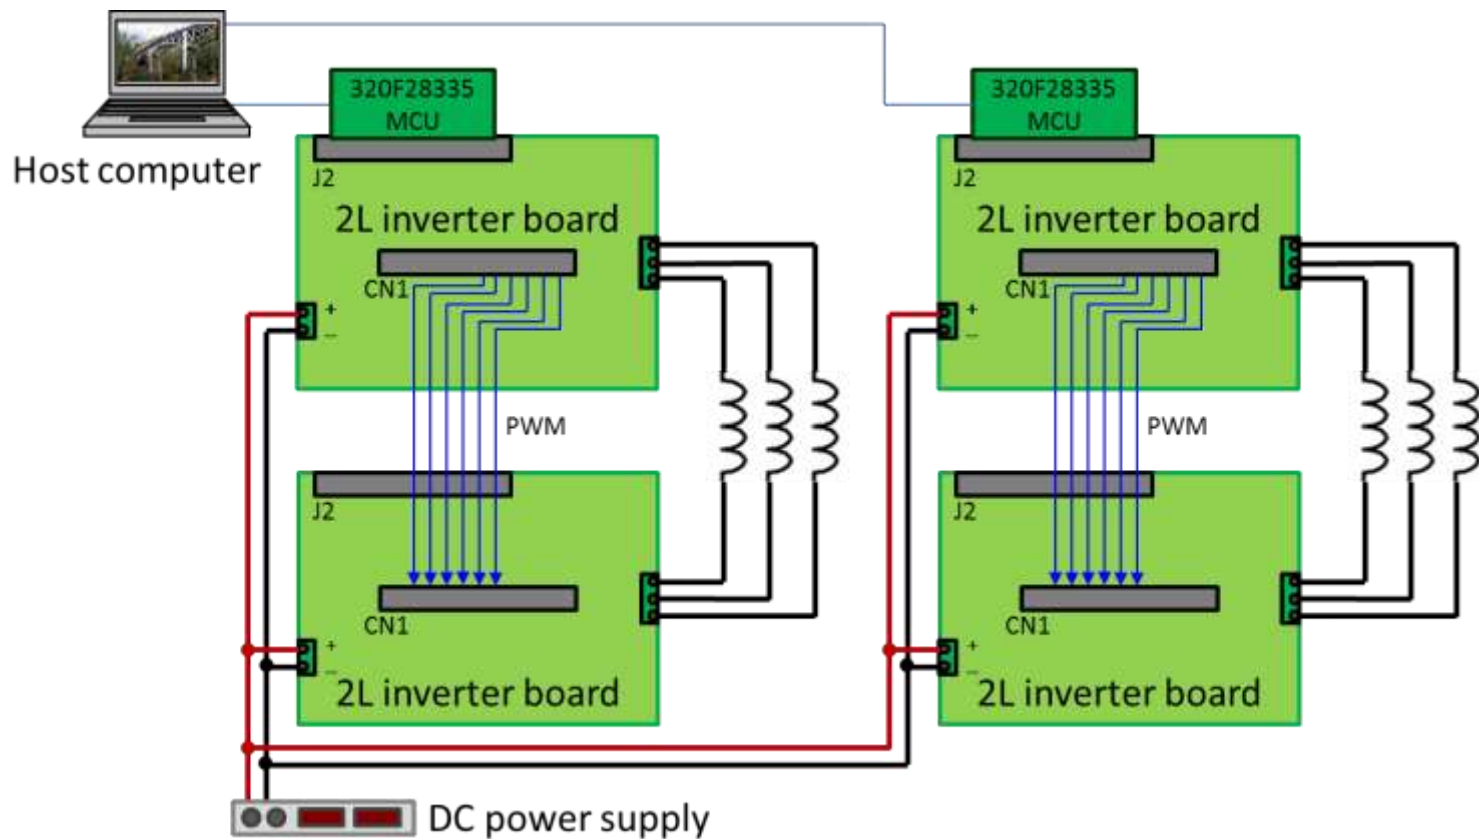 320F28335
MCU
320F28335
MCU
Host computer
J2
J2
2L inverter board
2L inverter board
CN1
CN1
+
−
+
−
PWM
PWM
J2
J2
CN1
CN1
+
−
+
−
2L inverter board
2L inverter board
DC power supply